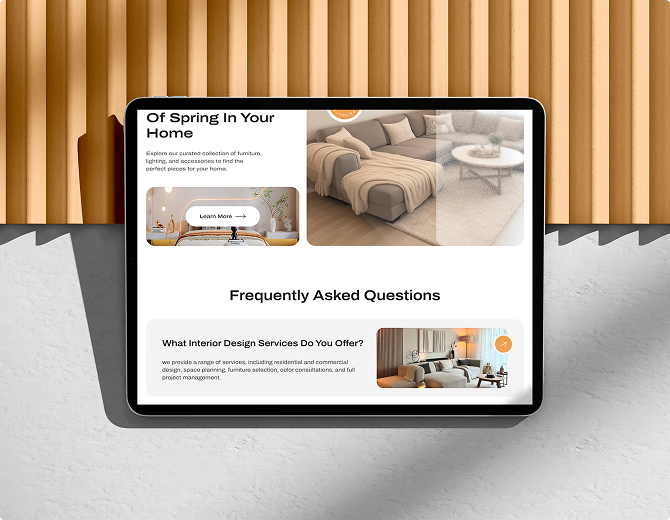 Of Spring In Your
Home
Explore our curated collection of furniture,
lighting, and accessories to find the
perfect pieces for your home.
Learn More
Frequently Asked Questions
What Interior Design Services Do You Offer?
we provide a range of services, including residential and commercial
design, space planning, furniture selection, color consultations, and full
project management.